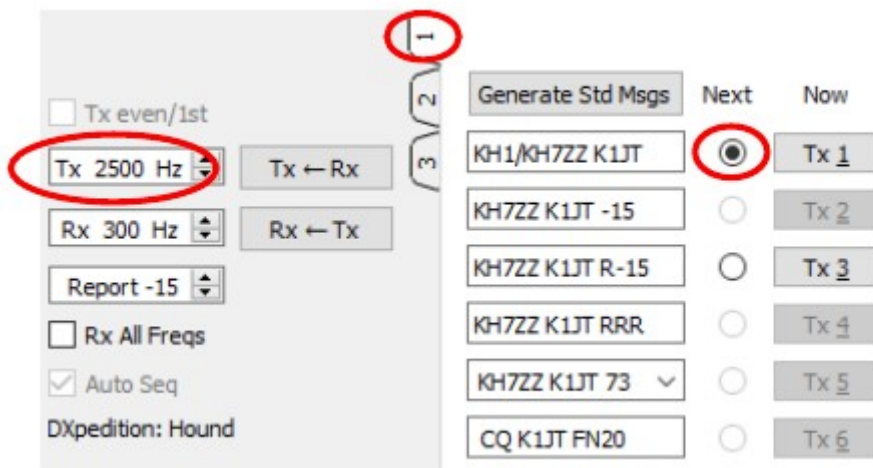 1
2
3
Tx even/1st
Tx 2500 Hz
Tx ← Rx
Rx 300 Hz
Rx ← Tx
Report -15
Rx All Freqs
Auto Seq
DXpedition: Hound
Generate Std Msgs Next Now
KH1/KH7ZZ K1JT Tx 1
KH7ZZ K1JT -15 Tx 2
KH7ZZ K1JT R-15 Tx 3
KH7ZZ K1JT RRR Tx 4
KH7ZZ K1JT 73 Tx 5
CQ K1JT FN20 Tx 6